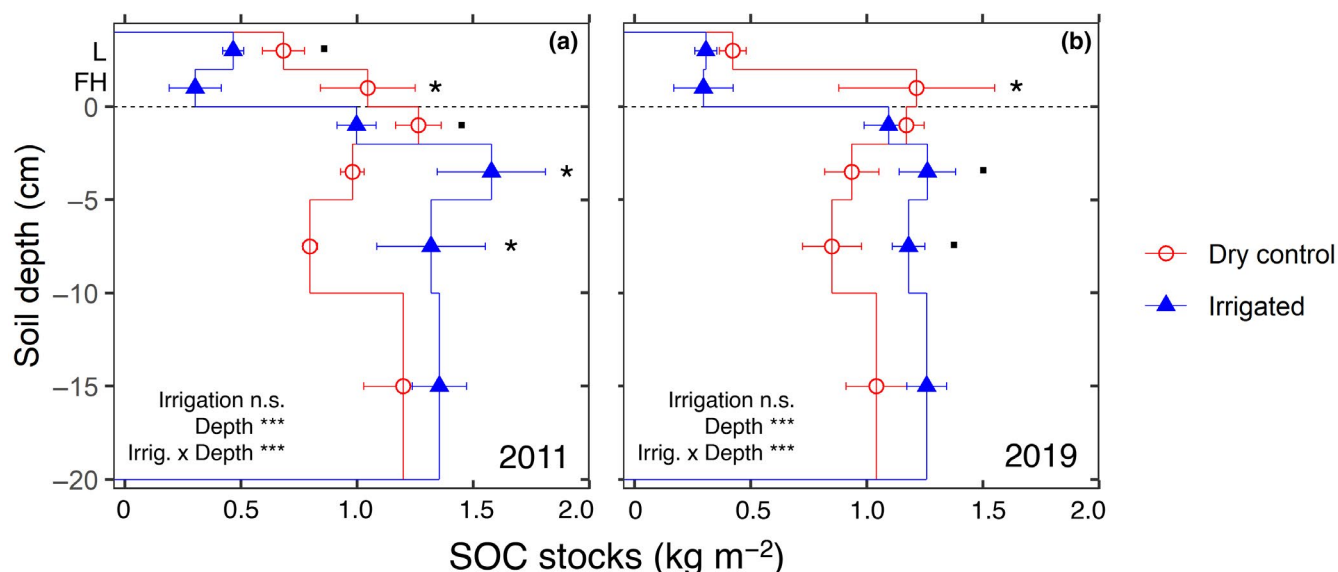 (a)
(b)
L
FH
0
−5
−10
−15
−20
Soil depth (cm)
Irrigation n.s.
Depth ***
Irrig. x Depth ***
2011
Irrigation n.s.
Depth ***
Irrig. x Depth ***
2019
*
*
*
*
0 0.5 1.0 1.5 2.0
0 0.5 1.0 1.5 2.0
SOC stocks (kg m⁻²)
Dry control
Irrigated